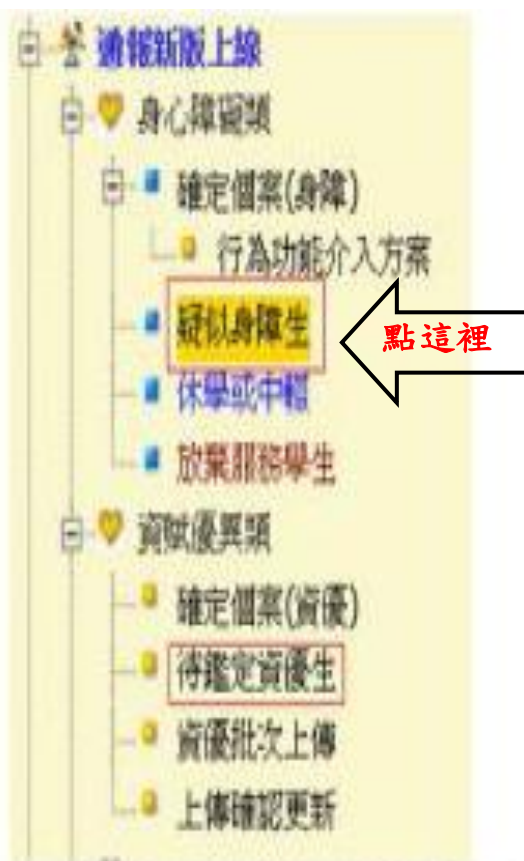 通報新版上線
身心障礙類
確定個案(身障)
行為功能介入方案
疑似身障生
點這裡
休學或中輟
放棄服務學生
資賦優異類
確定個案(資優)
待鑑定資優生
資優批次上傳
上傳確認更新